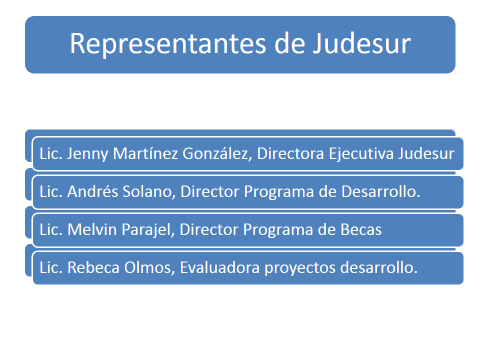 Representantes de Judesur
Lic. Jenny Martínez González, Directora Ejecutiva Judesur
Lic. Andrés Solano, Director Programa de Desarrollo.
Lic. Melvin Parajel, Director Programa de Becas
Lic. Rebeca Olmos, Evaluadora proyectos desarrollo.